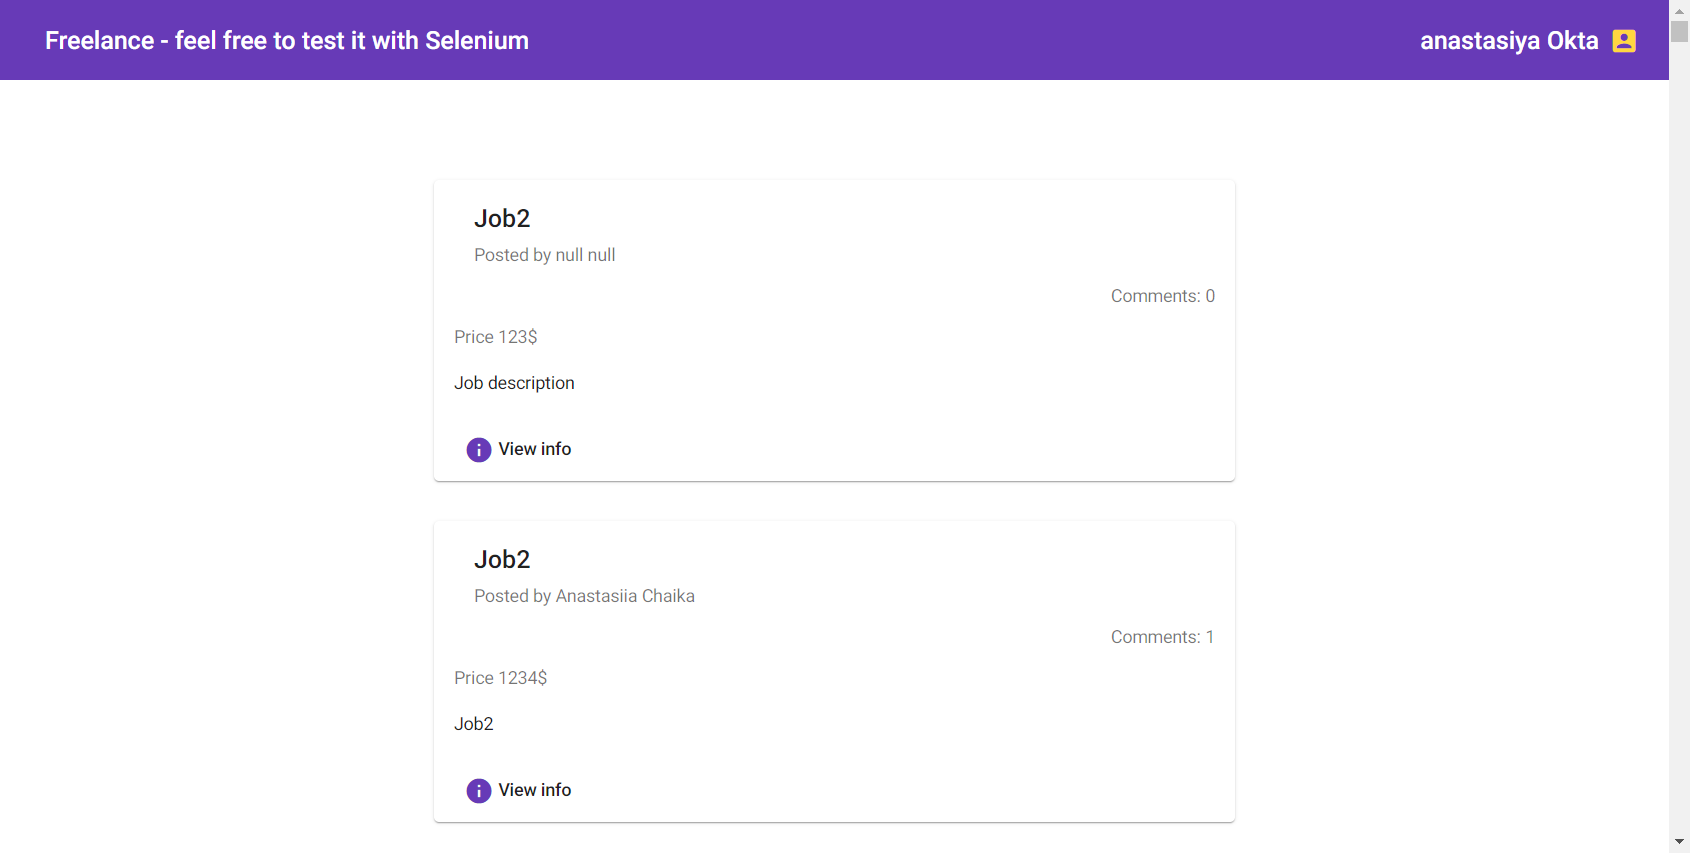 Freelance - feel free to test it with Selenium
anastasiya Okta
Job2
Posted by null null
Comments: 0
Price 123$
Job description
View info
Job2
Posted by Anastasiia Chaika
Comments: 1
Price 1234$
Job2
View info